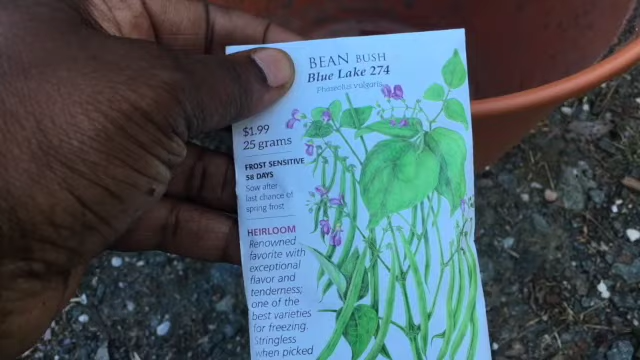 BEAN BUSH
Blue Lake 274
Phaseolus vulgaris
$1.99
25 grams
FROST SENSITIVE
58 DAYS
Sow after
last chance of
spring frost
HEIRLOOM
Renowned
favorite with
exceptional
flavor and
tenderness;
one of the
best varieties
for freezing.
Stringless
when picked